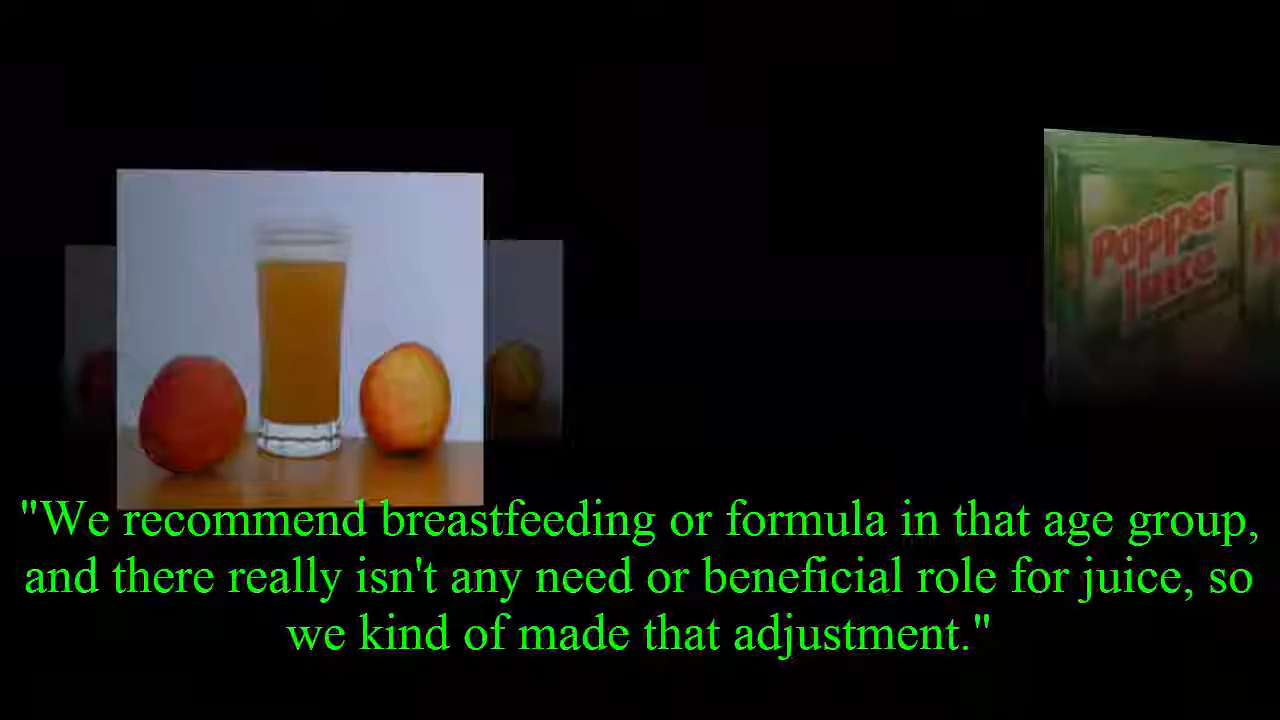 Popper
Juice
"We recommend breastfeeding or formula in that age group,
and there really isn't any need or beneficial role for juice, so
we kind of made that adjustment."